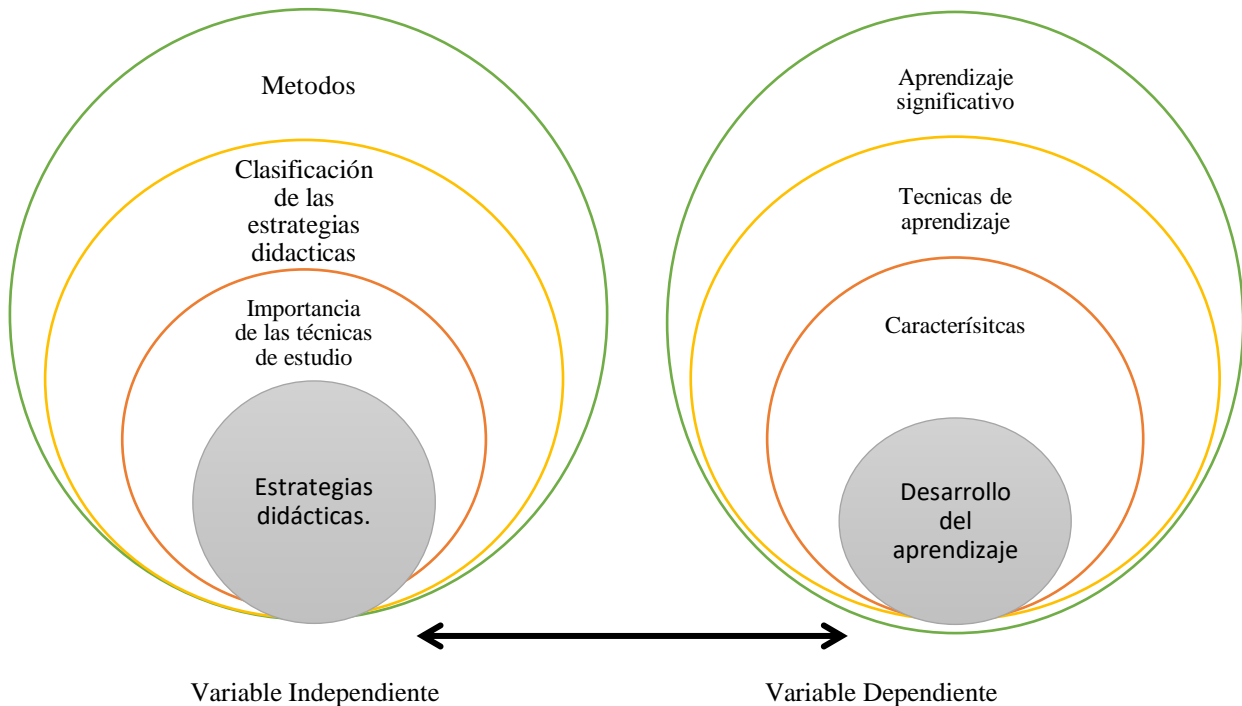 Metodos
Clasificación
de las
estrategias
didacticas
Importancia
de las técnicas
de estudio
Estrategias
didácticas.
Aprendizaje
significativo
Tecnicas de
aprendizaje
Caracterísitcas
Desarrollo
del
aprendizaje
Variable Independiente
Variable Dependiente